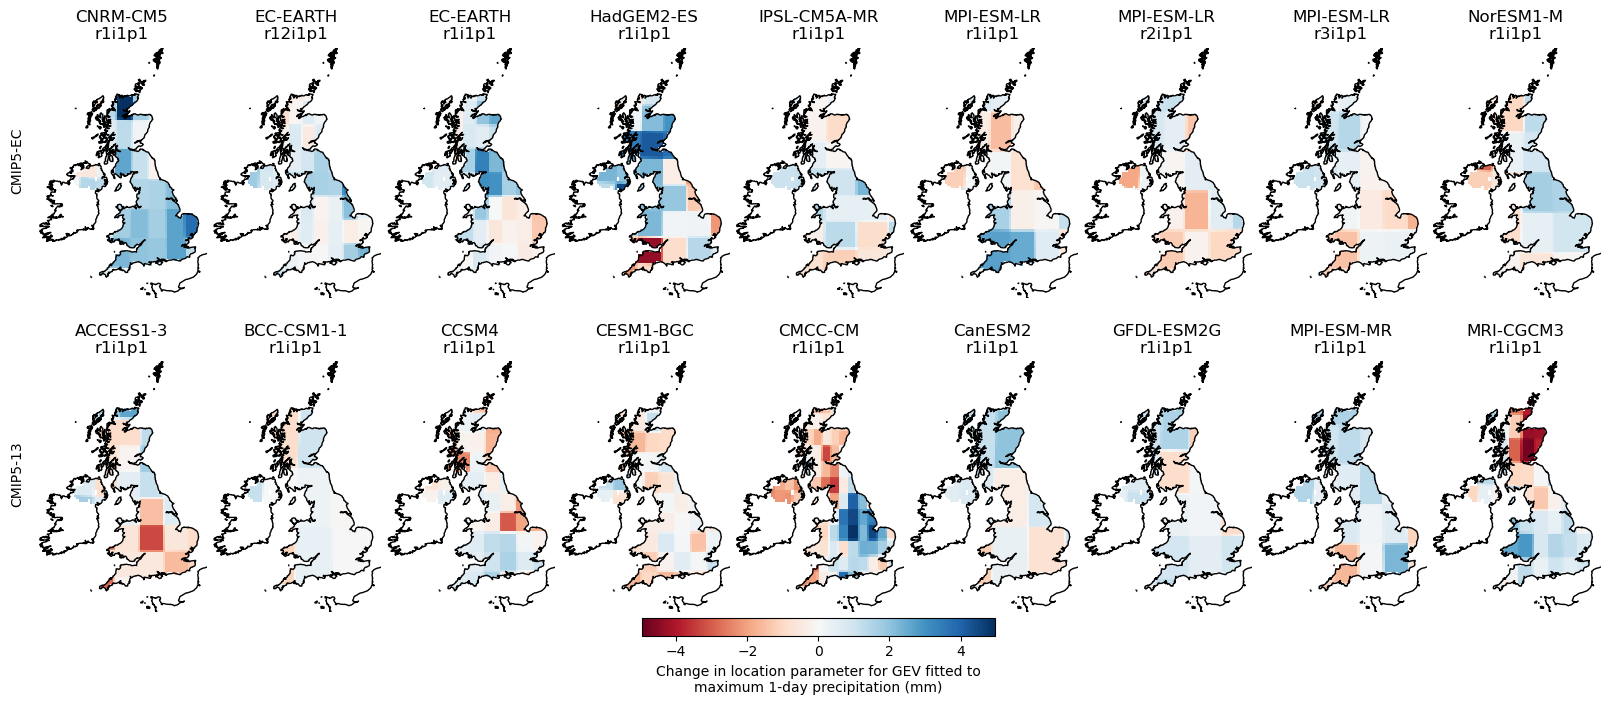 CNRM-CM5 EC-EARTH EC-EARTH HadGEM2-ES IPSL-CM5A-MR MPI-ESM-LR MPI-ESM-LR MPI-ESM-LR NorESM1-M
r1i1p1 r12i1p1 r1i1p1 r1i1p1 r1i1p1 r1i1p1 r2i1p1 r3i1p1 r1i1p1
CMIP5-EC
ACCESS1-3 BCC-CSM1-1 CCSM4 CESM1-BGC CMCC-CM CanESM2 GFDL-ESM2G MPI-ESM-MR MRI-CGCM3
r1i1p1 r1i1p1 r1i1p1 r1i1p1 r1i1p1 r1i1p1 r1i1p1 r1i1p1 r1i1p1
CMIP5-13
−4 −2 0 2 4
Change in location parameter for GEV fitted to
maximum 1-day precipitation (mm)